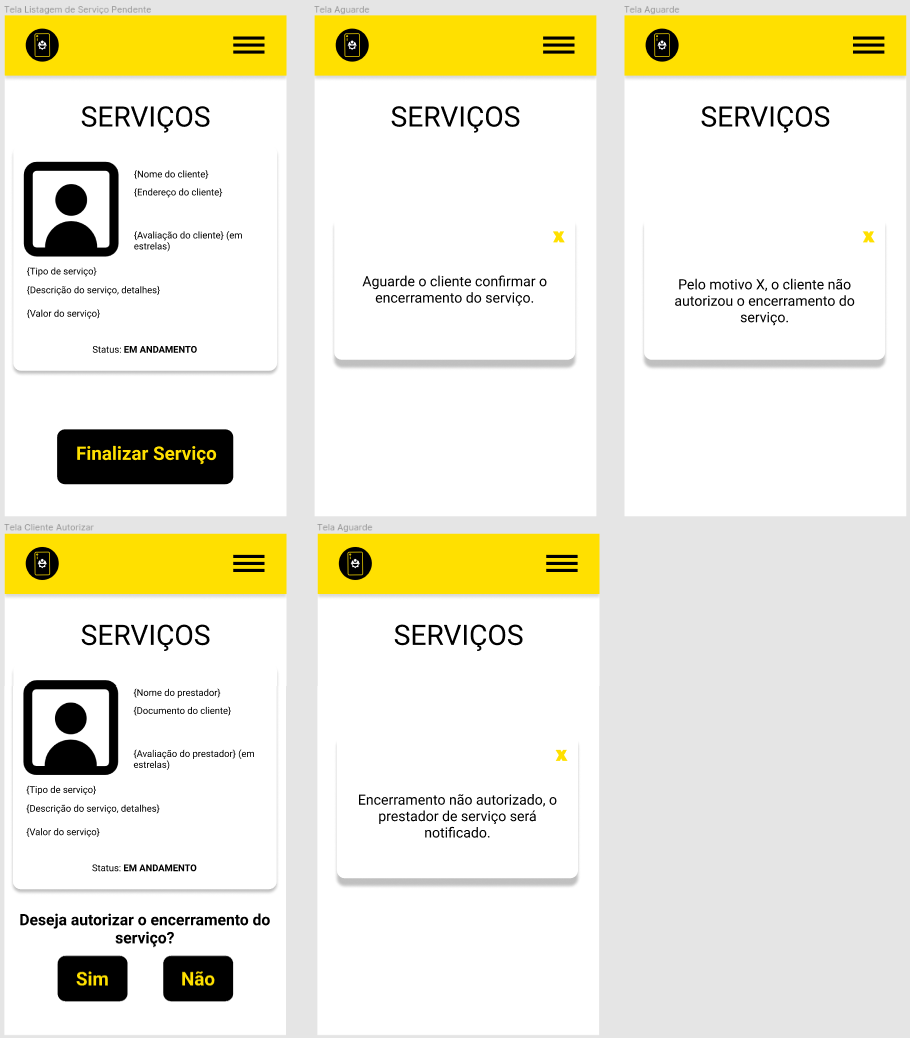 Tela Listagem de Serviço Pendente
SERVIÇOS
{Nome do cliente}
{Endereço do cliente}
{Avaliação do cliente} (em
estrelas)
{Tipo de serviço}
{Descrição do serviço, detalhes}
{Valor do serviço}
Status: EM ANDAMENTO
Finalizar Serviço
Tela Aguarde
SERVIÇOS
X
Aguarde o cliente confirmar o
encerramento do serviço.
Tela Aguarde
SERVIÇOS
X
Pelo motivo X, o cliente não
autorizou o encerramento do
serviço.
Tela Cliente Autorizar
SERVIÇOS
{Nome do prestador}
{Documento do cliente}
{Avaliação do prestador} (em
estrelas)
{Tipo de serviço}
{Descrição do serviço, detalhes}
{Valor do serviço}
Status: EM ANDAMENTO
Deseja autorizar o encerramento do
serviço?
Sim
Não
Tela Aguarde
SERVIÇOS
X
Encerramento não autorizado, o
prestador de serviço será
notificado.